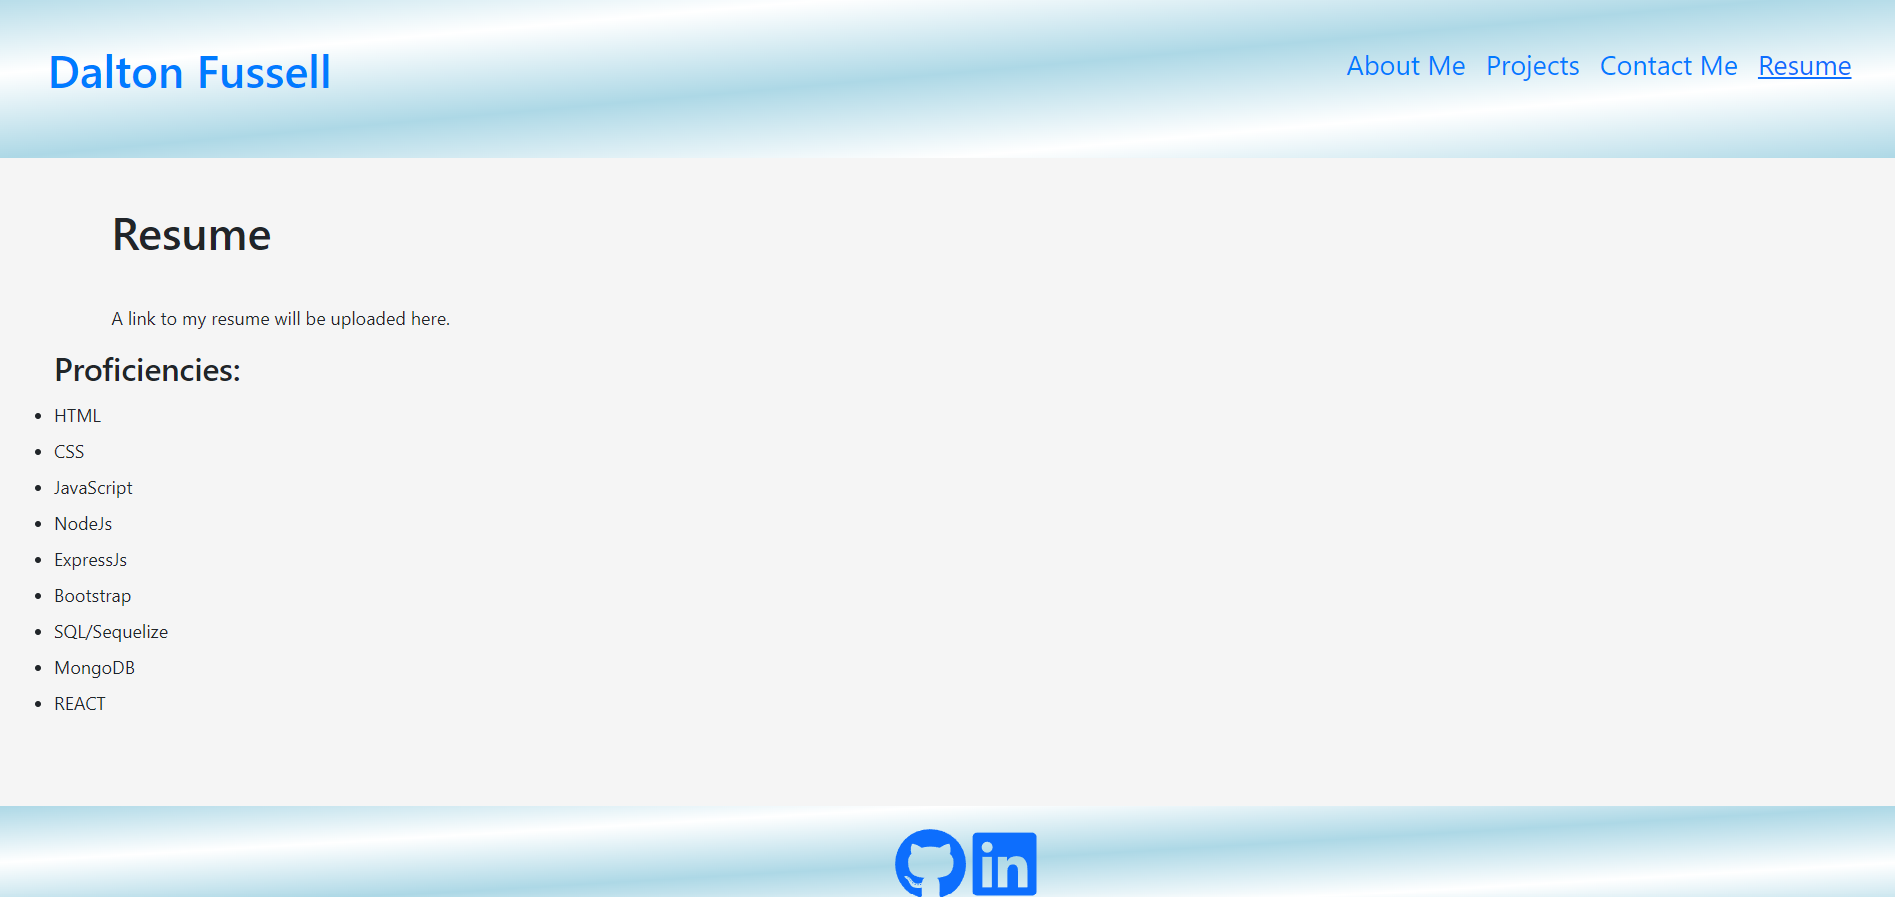 Dalton Fussell
About Me Projects Contact Me Resume
Resume
A link to my resume will be uploaded here.
Proficiencies:
HTML
CSS
JavaScript
NodeJs
ExpressJs
Bootstrap
SQL/Sequelize
MongoDB
REACT
in